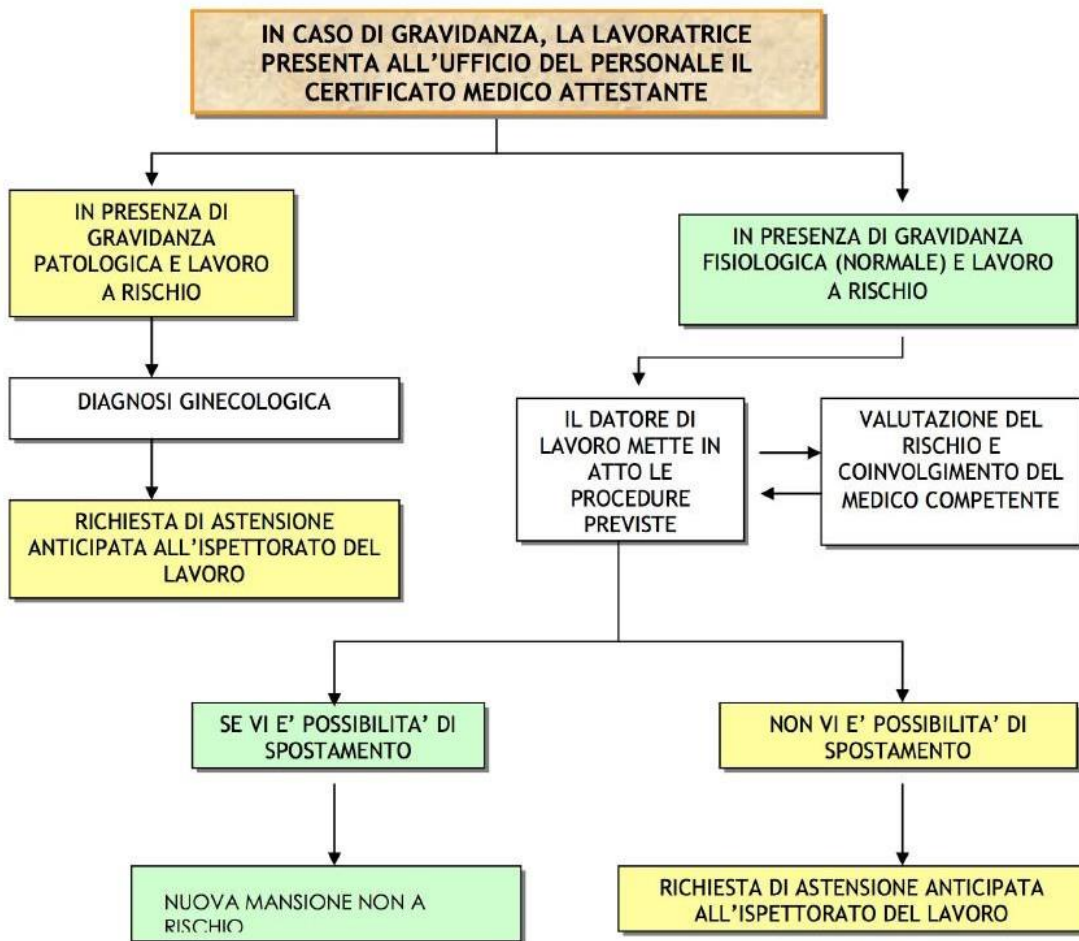 IN CASO DI GRAVIDANZA, LA LAVORATRICE
PRESENTA ALL'UFFICIO DEL PERSONALE IL
CERTIFICATO MEDICO ATTESTANTE
IN PRESENZA DI
GRAVIDANZA
PATOLOGICA E LAVORO
A RISCHIO
IN PRESENZA DI GRAVIDANZA
FISIOLOGICA (NORMALE) E LAVORO
A RISCHIO
DIAGNOSI GINECOLOGICA
IL DATORE DI
LAVORO METTE IN
ATTO LE
PROCEDURE
PREVISTE
VALUTAZIONE DEL
RISCHIO E
COINVOLGIMENTO DEL
MEDICO COMPETENTE
RICHIESTA DI ASTENSIONE
ANTICIPATA ALL'ISPETTORATO DEL
LAVORO
SE VI E' POSSIBILITA' DI
SPOSTAMENTO
NON VI E' POSSIBILITA' DI
SPOSTAMENTO
NUOVA MANSIONE NON A
RISCHIO
RICHIESTA DI ASTENSIONE ANTICIPATA
ALL'ISPETTORATO DEL LAVORO